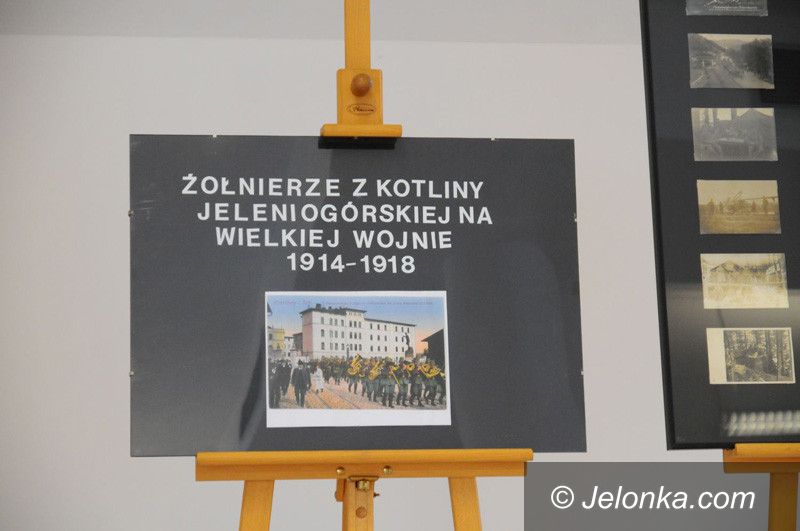 ŻOŁNIERZE Z KOTLINY
JELENIOGÓRSKIEJ NA
WIELKIEJ WOJNIE
1914-1918
© Jelonka.com